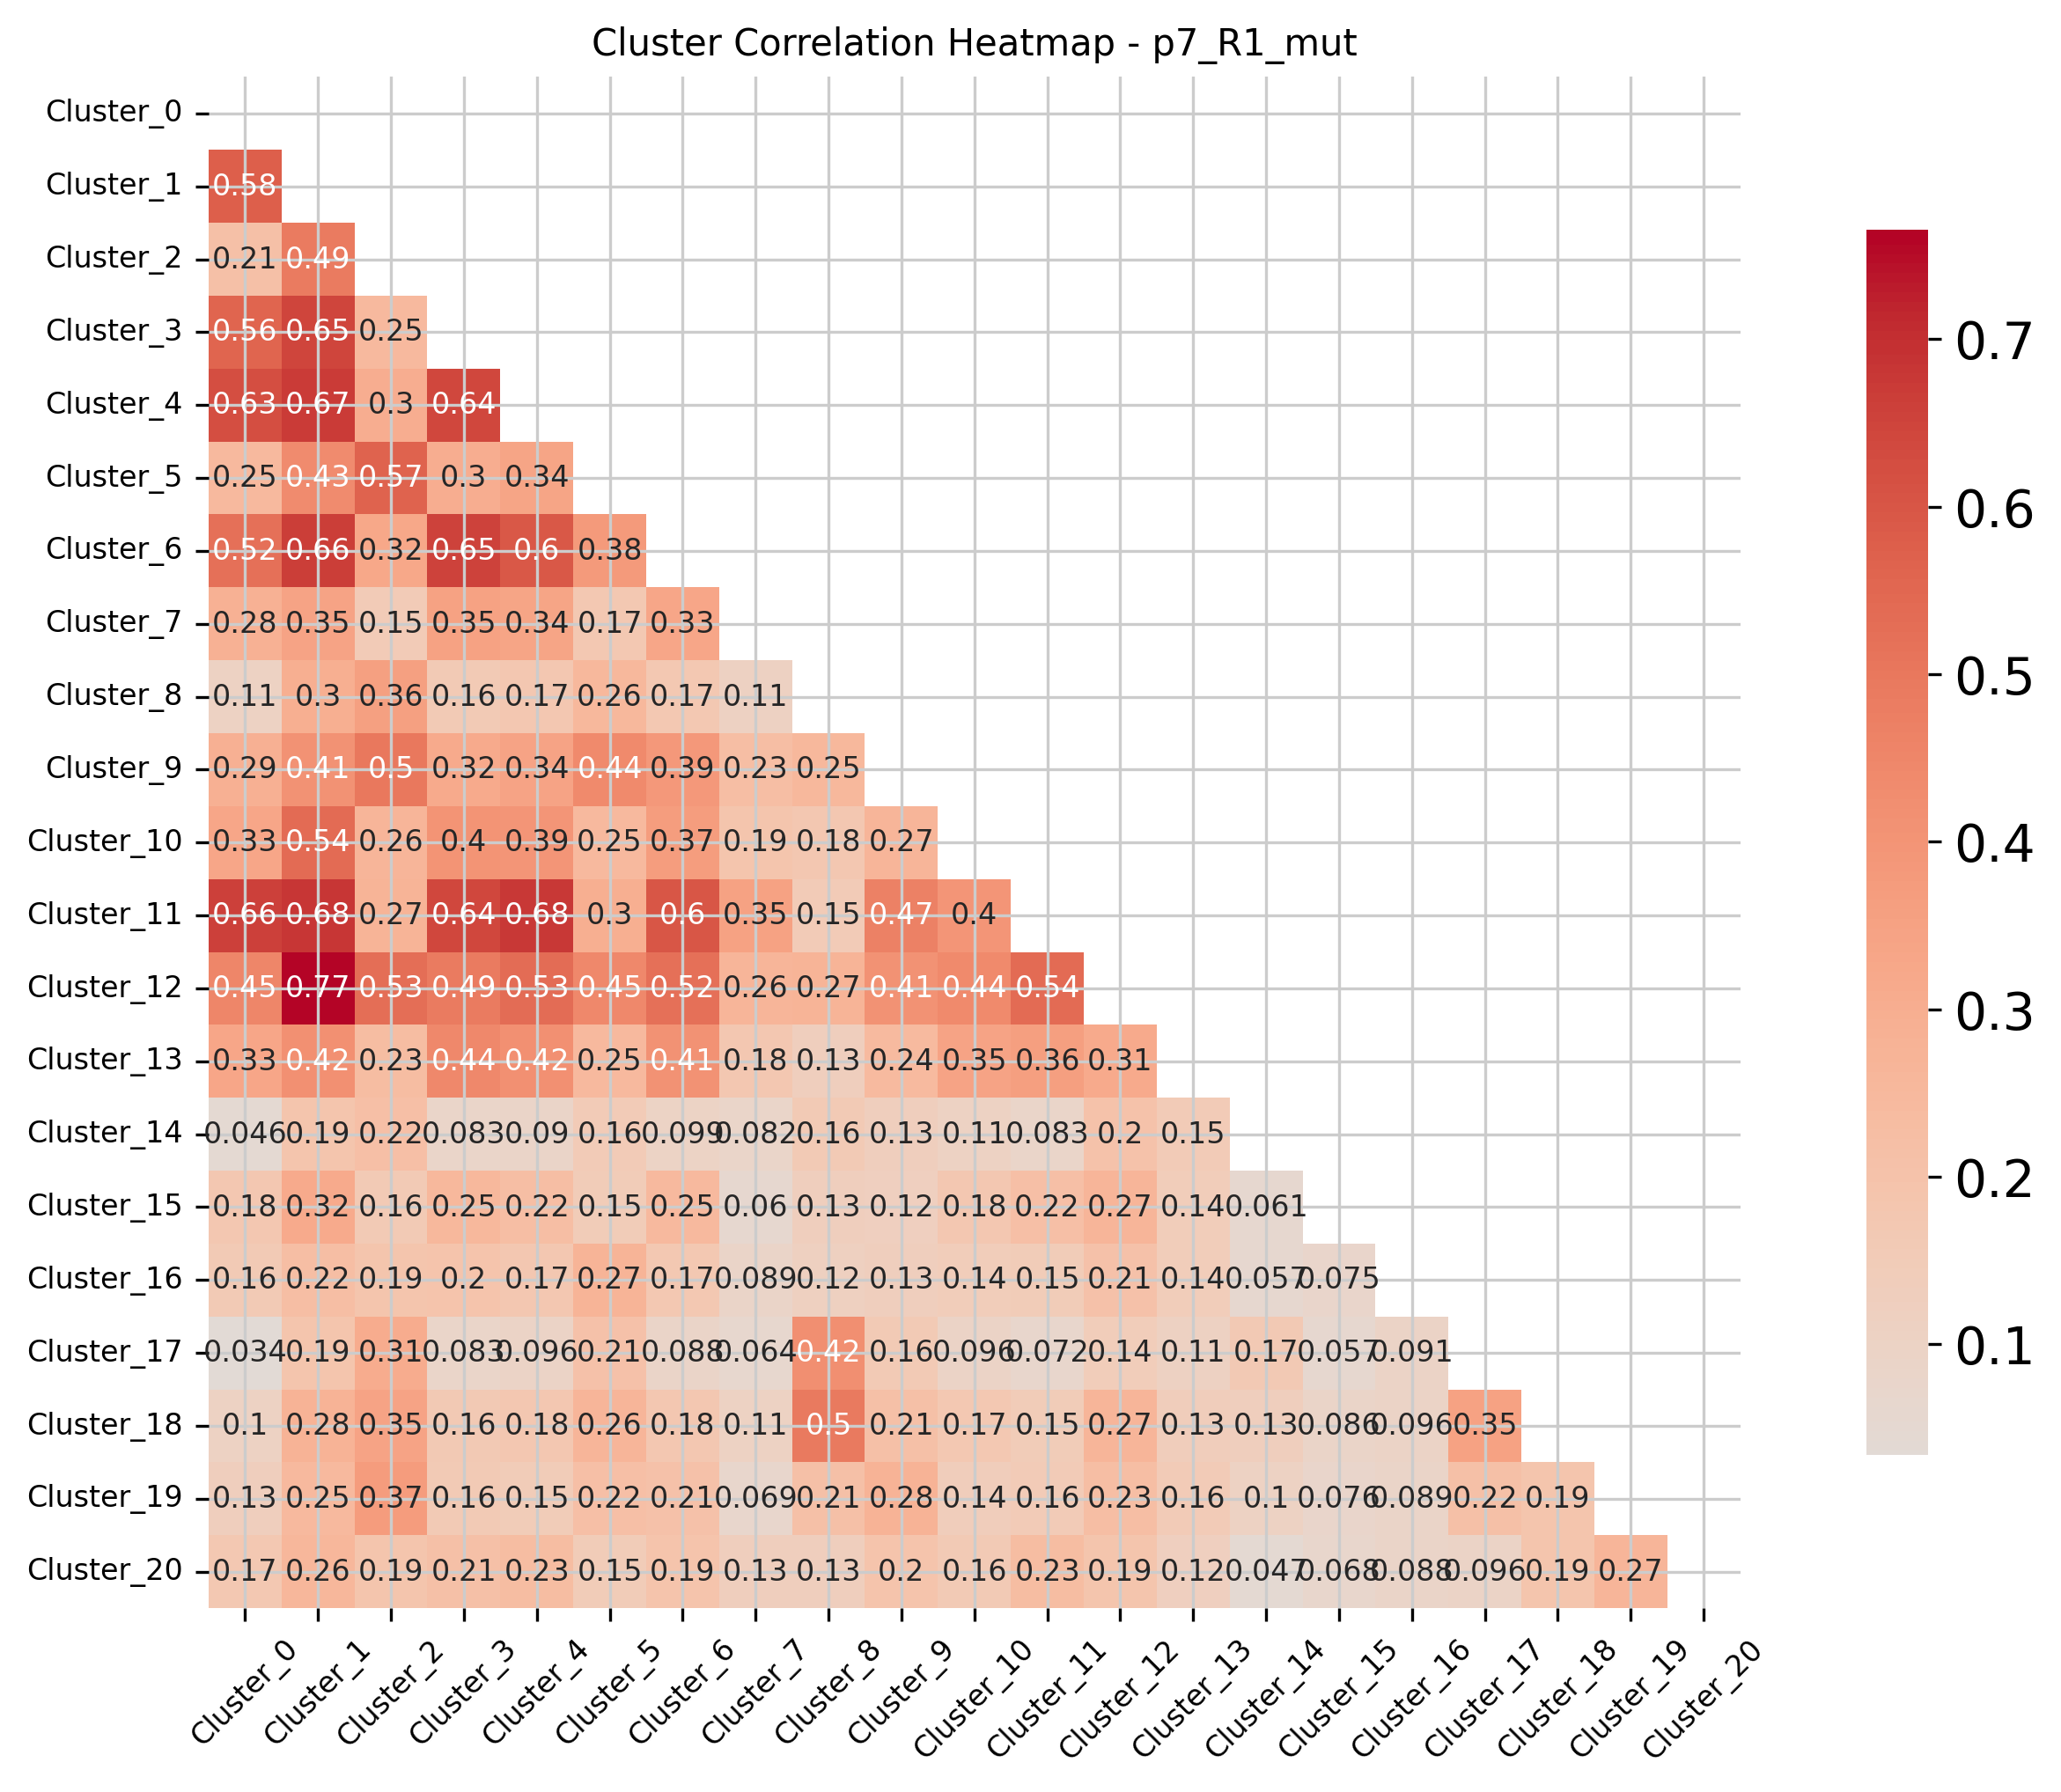 Cluster Correlation Heatmap - p7_R1_mut
Cluster_0
Cluster_1 0.58
Cluster_2 0.21 0.49
Cluster_3 0.56 0.65 0.25
Cluster_4 0.63 0.67 0.3 0.64
Cluster_5 0.25 0.43 0.57 0.3 0.34
Cluster_6 0.52 0.66 0.32 0.65 0.6 0.38
Cluster_7 0.28 0.35 0.15 0.35 0.34 0.17 0.33
Cluster_8 0.11 0.3 0.36 0.16 0.17 0.26 0.17 0.11
Cluster_9 0.29 0.41 0.5 0.32 0.34 0.44 0.39 0.23 0.25
Cluster_10 0.33 0.54 0.26 0.4 0.39 0.25 0.37 0.19 0.18 0.27
Cluster_11 0.66 0.68 0.27 0.64 0.68 0.3 0.6 0.35 0.15 0.47 0.4
Cluster_12 0.45 0.77 0.53 0.49 0.53 0.45 0.52 0.26 0.27 0.41 0.44 0.54
Cluster_13 0.33 0.42 0.23 0.44 0.42 0.25 0.41 0.18 0.13 0.24 0.35 0.36 0.31
Cluster_14 0.046 0.19 0.22 0.083 0.09 0.16 0.099 0.082 0.16 0.13 0.11 0.083 0.2 0.15
Cluster_15 0.18 0.32 0.16 0.25 0.22 0.15 0.25 0.06 0.13 0.12 0.18 0.22 0.27 0.14 0.061
Cluster_16 0.16 0.22 0.19 0.2 0.17 0.27 0.17 0.089 0.12 0.13 0.14 0.15 0.21 0.14 0.057 0.075
Cluster_17 0.034 0.19 0.31 0.083 0.096 0.21 0.088 0.064 0.42 0.16 0.096 0.072 0.14 0.11 0.17 0.057 0.091
Cluster_18 0.1 0.28 0.35 0.16 0.18 0.26 0.18 0.11 0.5 0.21 0.17 0.15 0.27 0.13 0.13 0.086 0.096 0.35
Cluster_19 0.13 0.25 0.37 0.16 0.15 0.22 0.21 0.069 0.21 0.28 0.14 0.16 0.23 0.16 0.1 0.076 0.089 0.22 0.19
Cluster_20 0.17 0.26 0.19 0.21 0.23 0.15 0.19 0.13 0.13 0.2 0.16 0.23 0.19 0.12 0.047 0.068 0.088 0.096 0.19 0.27
Cluster_0 Cluster_1 Cluster_2 Cluster_3 Cluster_4 Cluster_5 Cluster_6 Cluster_7 Cluster_8 Cluster_9 Cluster_10 Cluster_11 Cluster_12 Cluster_13 Cluster_14 Cluster_15 Cluster_16 Cluster_17 Cluster_18 Cluster_19 Cluster_20
0.7
0.6
0.5
0.4
0.3
0.2
0.1